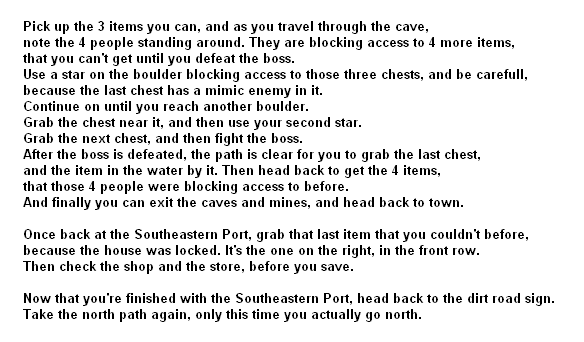 Pick up the 3 items you can, and as you travel through the cave,
note the 4 people standing around. They are blocking access to 4 more items,
that you can't get until you defeat the boss.
Use a star on the boulder blocking access to those three chests, and be carefull,
because the last chest has a mimic enemy in it.
Continue on until you reach another boulder.
Grab the chest near it, and then use your second star.
Grab the next chest, and then fight the boss.
After the boss is defeated, the path is clear for you to grab the last chest,
and the item in the water by it. Then head back to get the 4 items,
that those 4 people were blocking access to before.
And finally you can exit the caves and mines, and head back to town.

Once back at the Southeastern Port, grab that last item that you couldn't before,
because the house was locked. It's the one on the right, in the front row.
Then check the shop and the store, before you save.

Now that you're finished with the Southeastern Port, head back to the dirt road sign.
Take the north path again, only this time you actually go north.